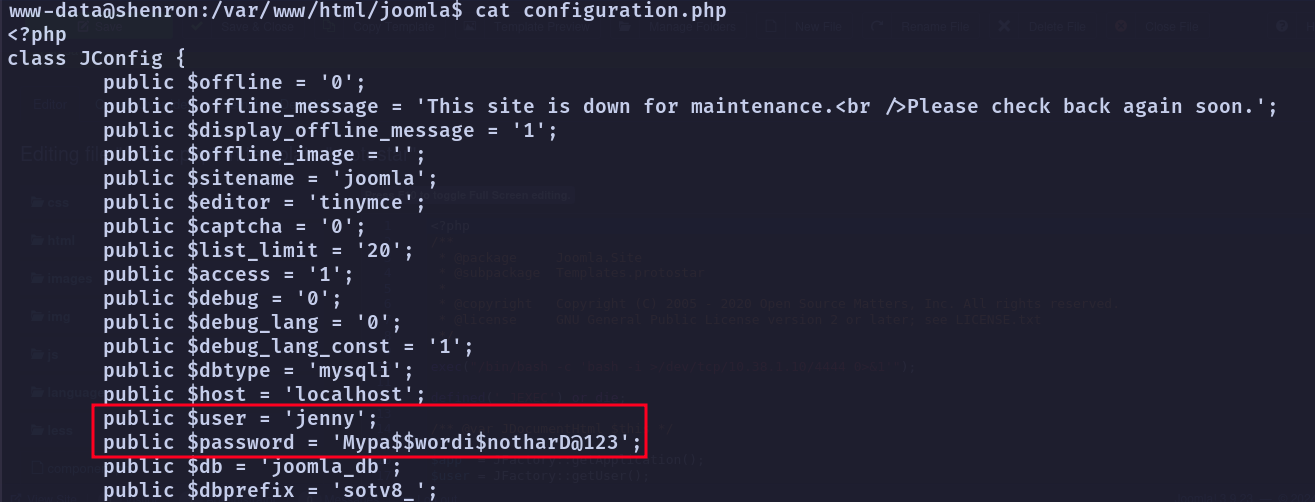 www-data@shenron:/var/www/html/joomla$ cat configuration.php
<?php
class JConfig {
public $offline = '0';
public $offline_message = 'This site is down for maintenance.<br />Please check back again soon.';
public $display_offline_message = '1';
public $offline_image = '';
public $sitename = 'joomla';
public $editor = 'tinymce';
public $captcha = '0';
public $list_limit = '20';
public $access = '1';
public $debug = '0';
public $debug_lang = '0';
public $debug_lang_const = '1';
public $dbtype = 'mysqli';
public $host = 'localhost';
public $user = 'jenny';
public $password = 'Mypa$$wordi$notharD@123';
public $db = 'joomla_db';
public $dbprefix = 'sotv8_';